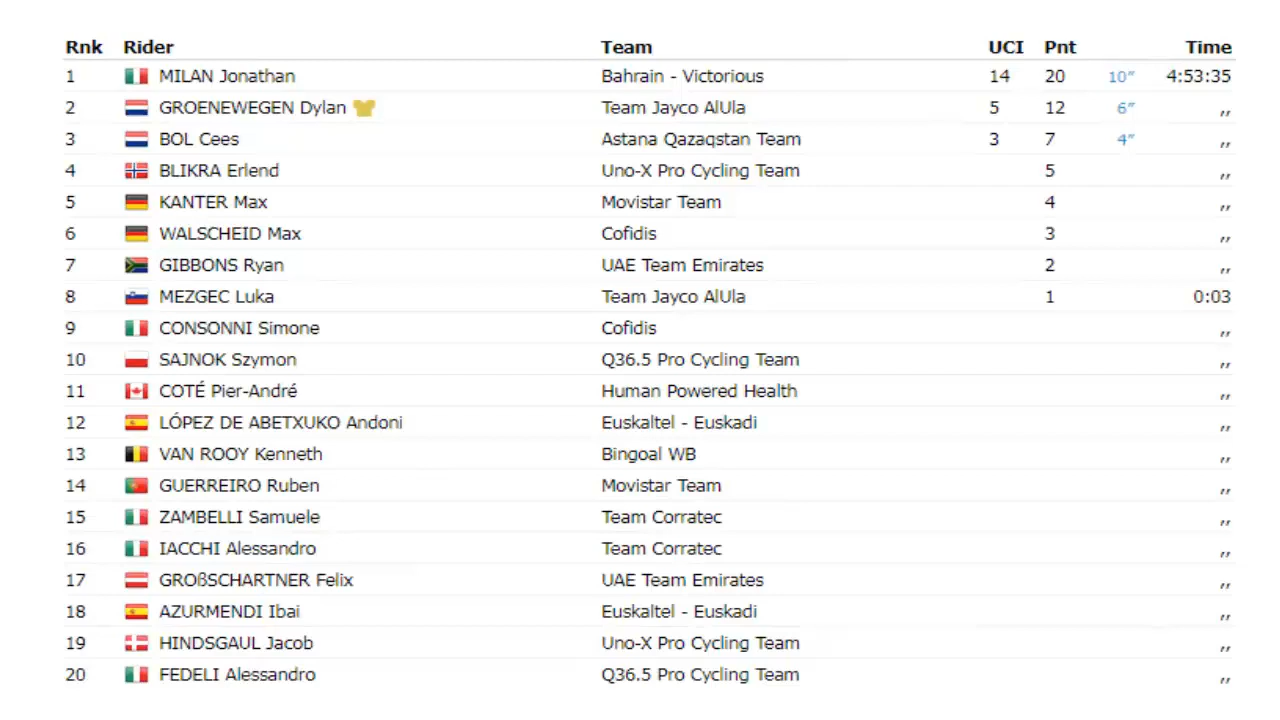 Rnk Rider Team UCI Pnt Time
1 MILAN Jonathan Bahrain - Victorious 14 20 10″ 4:53:35
2 GROENEWEGEN Dylan Team Jayco AlUla 5 12 6″ ,,
3 BOL Cees Astana Qazaqstan Team 3 7 4″ ,,
4 BLIKRA Erlend Uno-X Pro Cycling Team 5 ,,
5 KANTER Max Movistar Team 4 ,,
6 WALSCHEID Max Cofidis 3 ,,
7 GIBBONS Ryan UAE Team Emirates 2 ,,
8 MEZGEC Luka Team Jayco AlUla 1 0:03
9 CONSONNI Simone Cofidis ,,
10 SAJNOK Szymon Q36.5 Pro Cycling Team ,,
11 COTÉ Pier-André Human Powered Health ,,
12 LÓPEZ DE ABETXUKO Andoni Euskaltel - Euskadi ,,
13 VAN ROOY Kenneth Bingoal WB ,,
14 GUERREIRO Ruben Movistar Team ,,
15 ZAMBELLI Samuele Team Corratec ,,
16 IACCHI Alessandro Team Corratec ,,
17 GROßSCHARTNER Felix UAE Team Emirates ,,
18 AZURMENDI Ibai Euskaltel - Euskadi ,,
19 HINDSGAUL Jacob Uno-X Pro Cycling Team ,,
20 FEDELI Alessandro Q36.5 Pro Cycling Team ,,